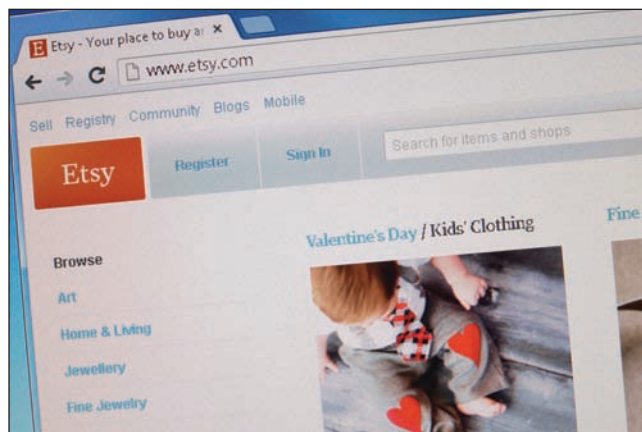 E Etsy - Your place to buy ar ×
www.etsy.com
Sell Registry Community Blogs Mobile
Etsy Register Sign In Search for items and shops
Valentine's Day / Kids' Clothing Fine
Browse
Art
Home & Living
Jewellery
Fine Jewelry